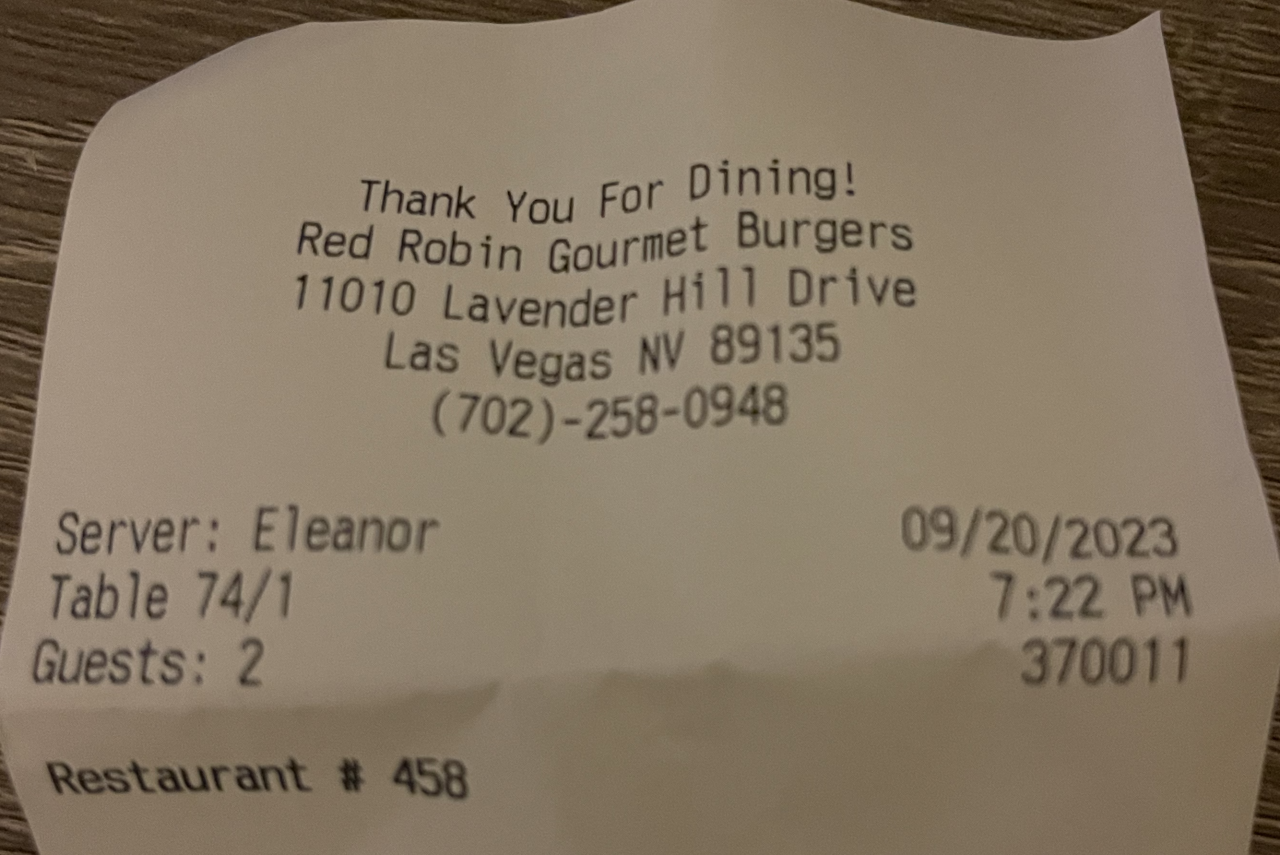 Thank You For Dining!
Red Robin Gourmet Burgers
11010 Lavender Hill Drive
Las Vegas NV 89135
(702)-258-0948
Server: Eleanor 09/20/2023
Table 74/1 7:22 PM
Guests: 2 370011
Restaurant # 458